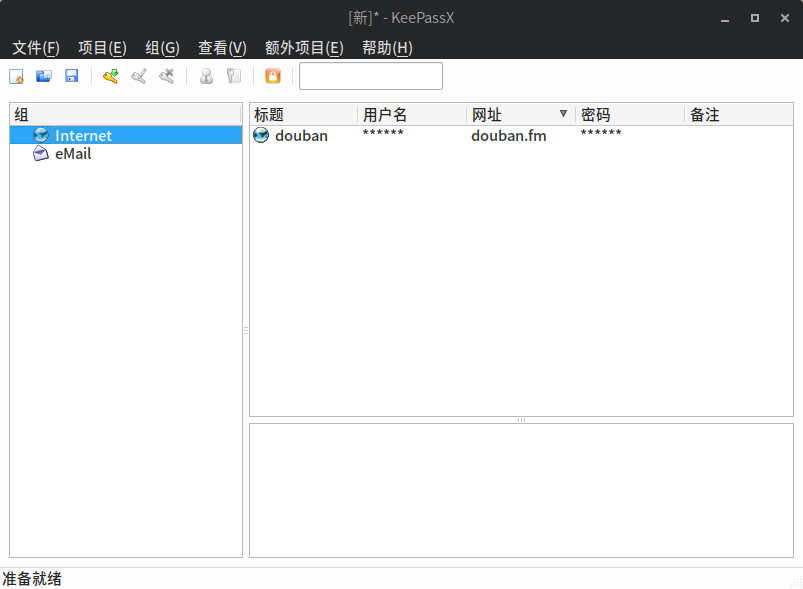 [新]* - KeePassX
文件(F) 项目(E) 组(G) 查看(V) 额外项目(E) 帮助(H)
组 标题 用户名 网址 密码 备注
Internet douban ****** douban.fm ******
eMail
准备就绪